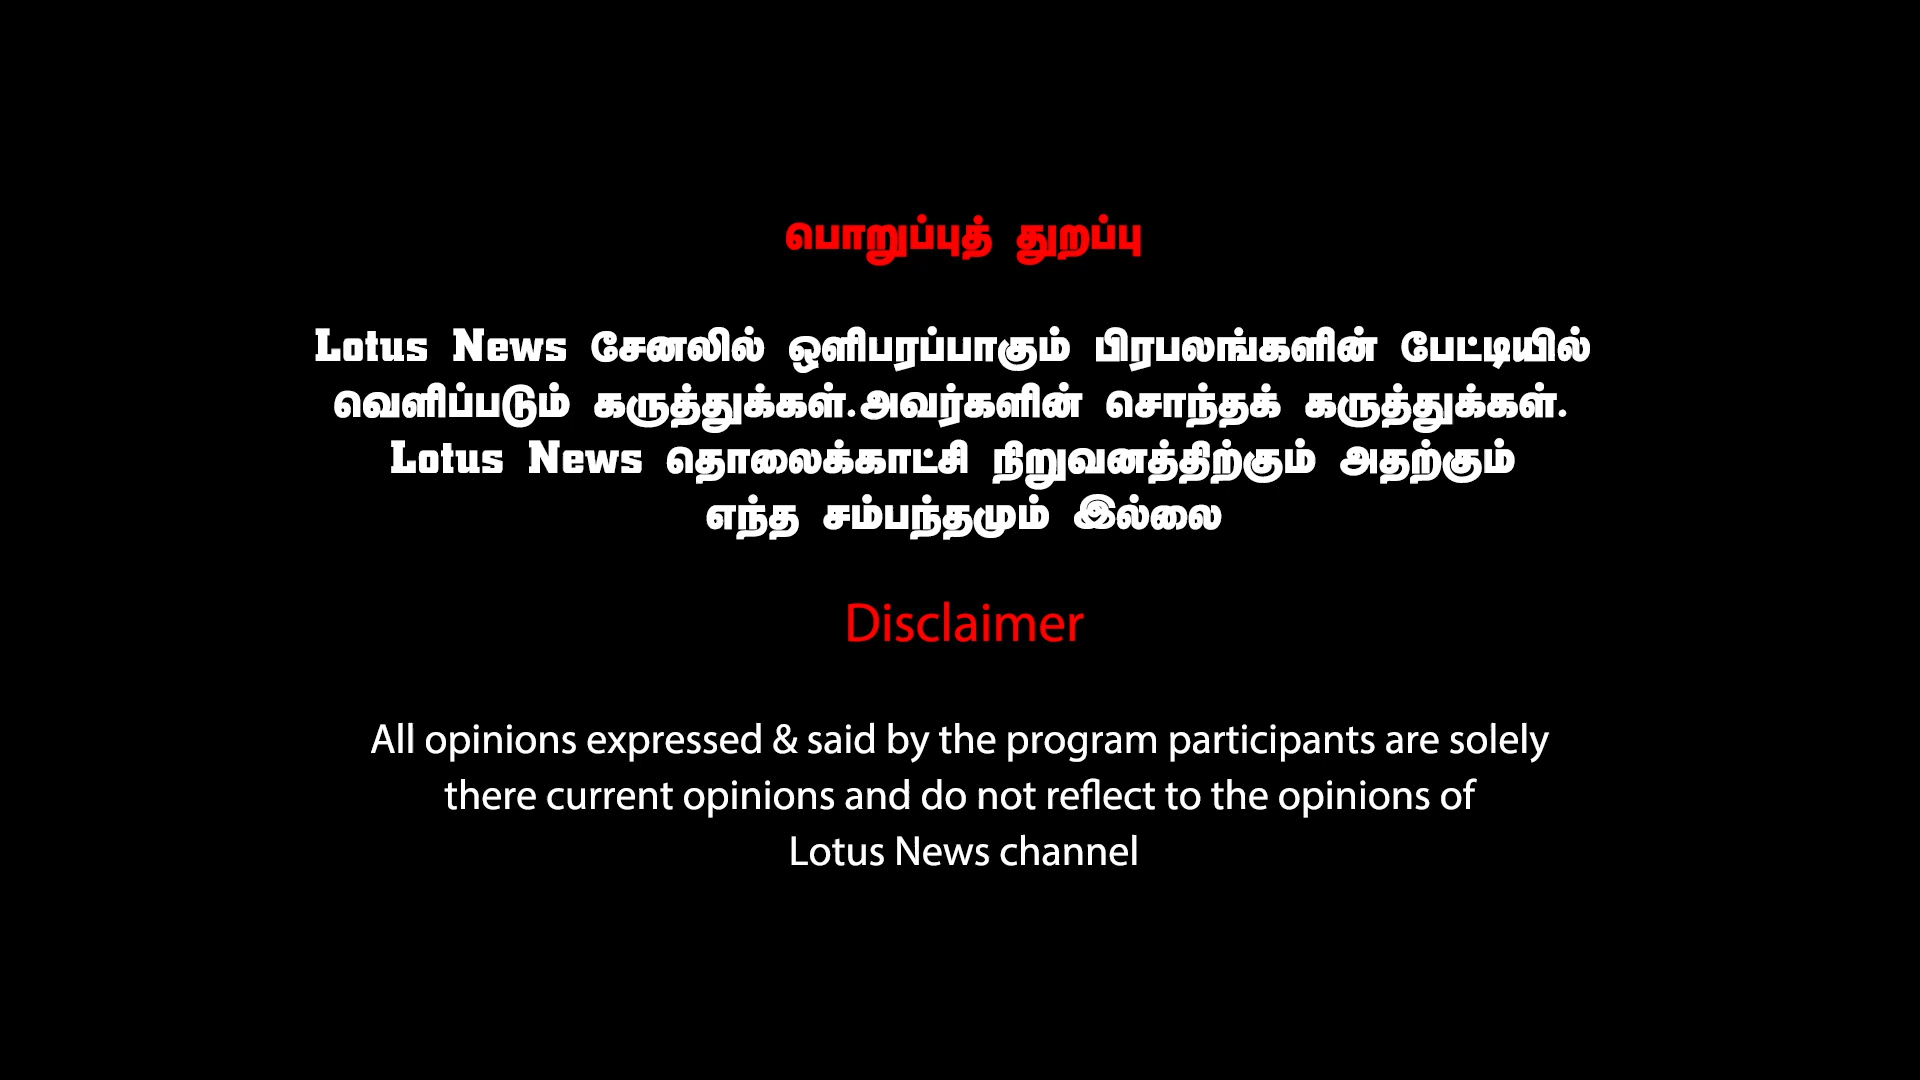 பொறுப்புத் துறப்பு
Lotus News சேனலில் ஒளிபரப்பாகும் பிரபலங்களின் பேட்டியில்
வெளிப்படும் கருத்துக்கள்.அவர்களின் சொந்தக் கருத்துக்கள்.
Lotus News தொலைக்காட்சி நிறுவனத்திற்கும் அதற்கும்
எந்த சம்பந்தமும் இல்லை
Disclaimer
All opinions expressed & said by the program participants are solely
there current opinions and do not reflect to the opinions of
Lotus News channel